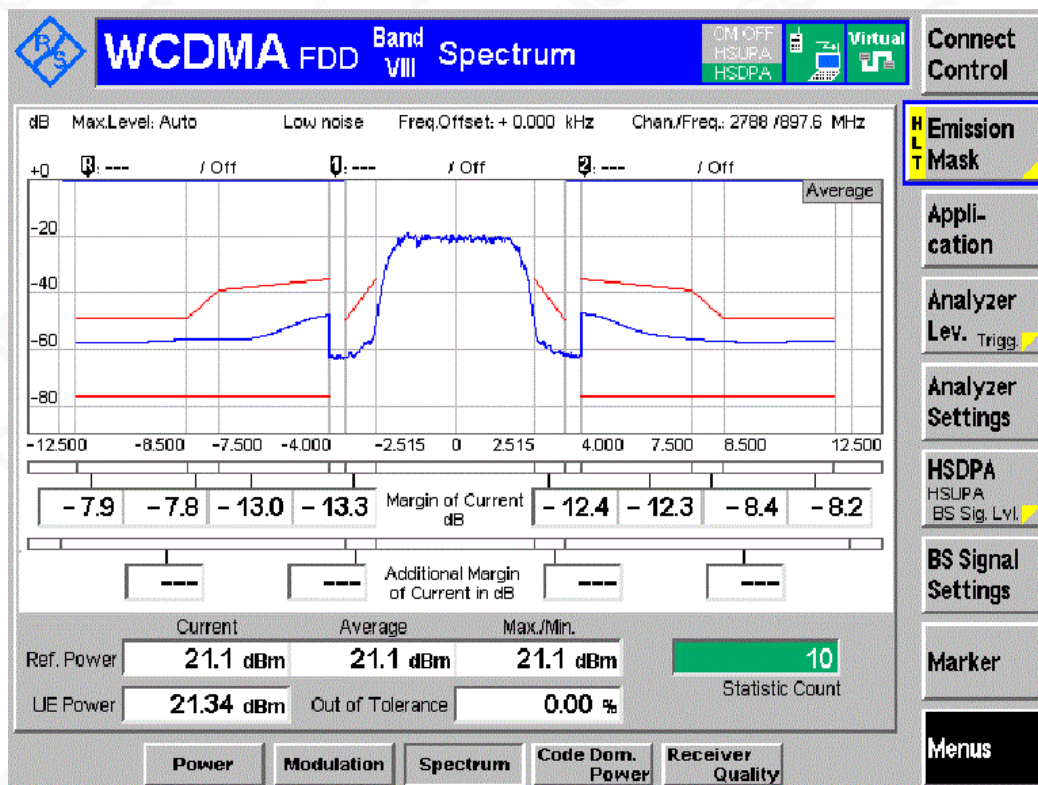 R/S
WCDMA FDD Band VIII Spectrum
CM OFF
HSUPA
HSDPA
Virtual
Connect Control
dB Max.Level: Auto Low noise Freq.Offset: + 0.000 kHz Chan./Freq.: 2788 /897.6 MHz
HLT
Emission Mask
R: --- / Off 1: --- / Off 2: --- / Off
+0
Average
-20
-40
-60
-80
-12.500 -8.500 -7.500 -4.000 -2.515 0 2.515 4.000 7.500 8.500 12.500
Appli-
cation
Analyzer
Lev. Trigg.
Analyzer
Settings
- 7.9 - 7.8 - 13.0 - 13.3 Margin of Current dB - 12.4 - 12.3 - 8.4 - 8.2
HSDPA
HSUPA
BS Sig. Lvl.
--- --- Additional Margin of Current in dB --- ---
BS Signal
Settings
Current Average Max./Min.
Ref. Power 21.1 dBm 21.1 dBm 21.1 dBm
10
Statistic Count
UE Power 21.34 dBm Out of Tolerance 0.00 %
Marker
Menus
Power Modulation Spectrum Code Dom. Power Receiver Quality